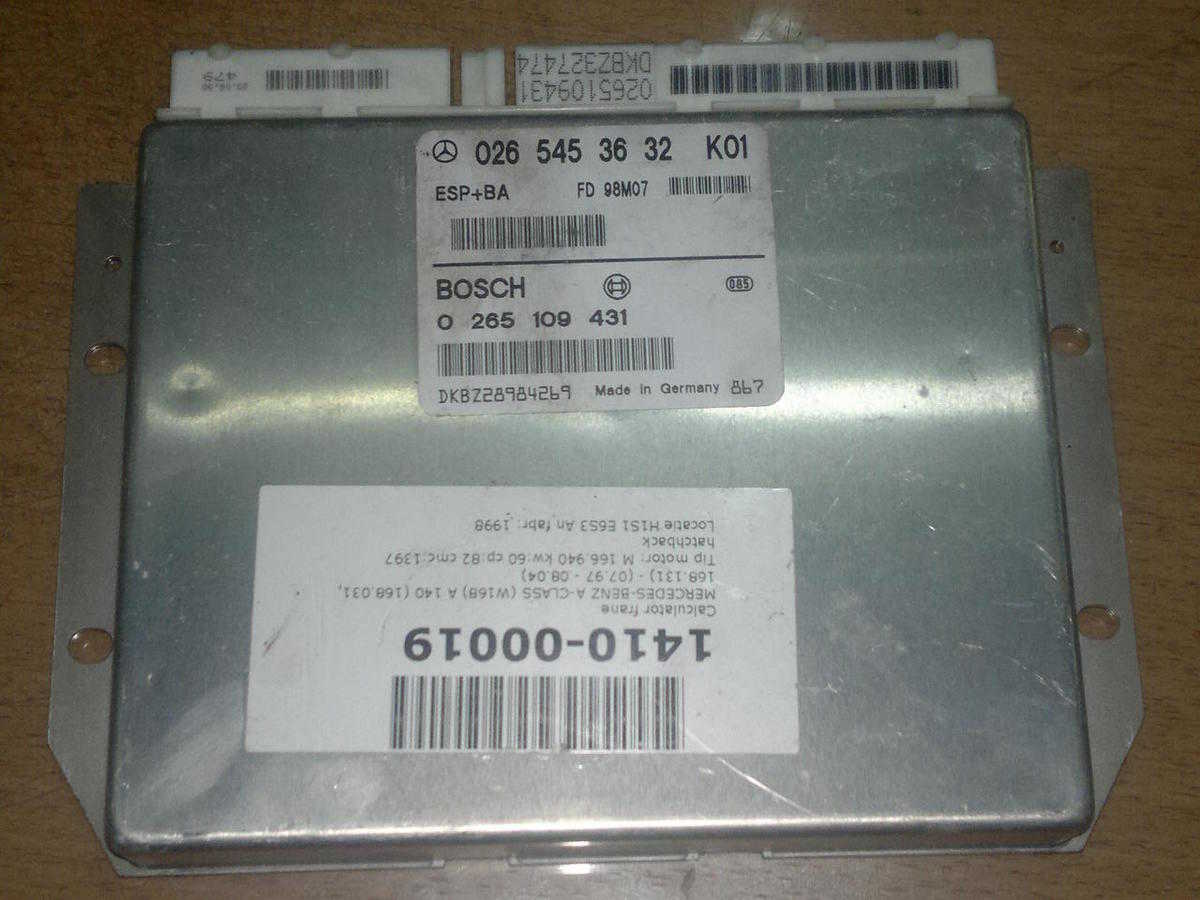 479
DKBZ327474
0265109431
026 545 36 32 K01
ESP+BA FD 98M07
BOSCH 085
0 265 109 431
DKBZ28984269 Made in Germany 867
1410-00019
Calculator frane
MERCEDES-BENZ A-CLASS (W168) A 140 (168.031,
168.131) - (07.97 - 08.04)
Tip motor: M 166.940 kw:60 cp:82 cmc:1397
hatchback
Locatie H1S1 E6S3 An fabr: 1998